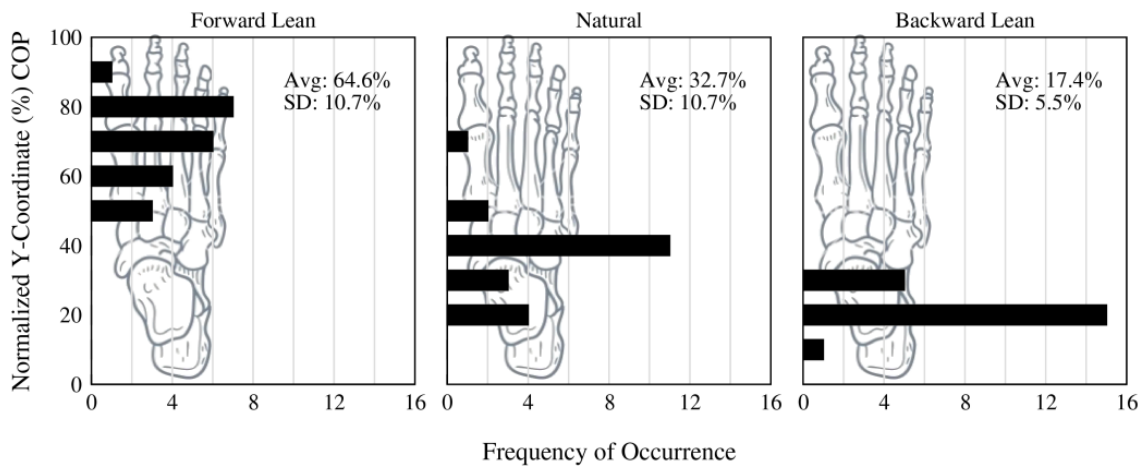 Forward Lean
Natural
Backward Lean
Normalized Y-Coordinate (%) COP
100
80
60
40
20
0
Avg: 64.6%
SD: 10.7%
Avg: 32.7%
SD: 10.7%
Avg: 17.4%
SD: 5.5%
0 4 8 12 16
0 4 8 12 16
0 4 8 12 16
Frequency of Occurrence